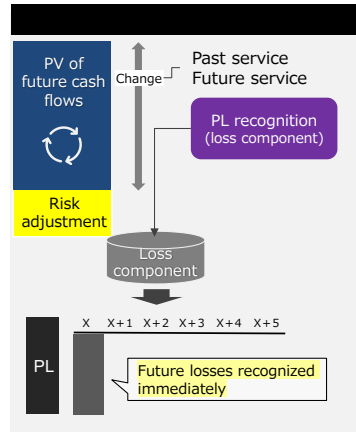 PV of
future cash
flows
Change
Past service
Future service
PL recognition
(loss component)
Risk
adjustment
Loss
component
X X+1 X+2 X+3 X+4 X+5
PL
Future losses recognized
immediately